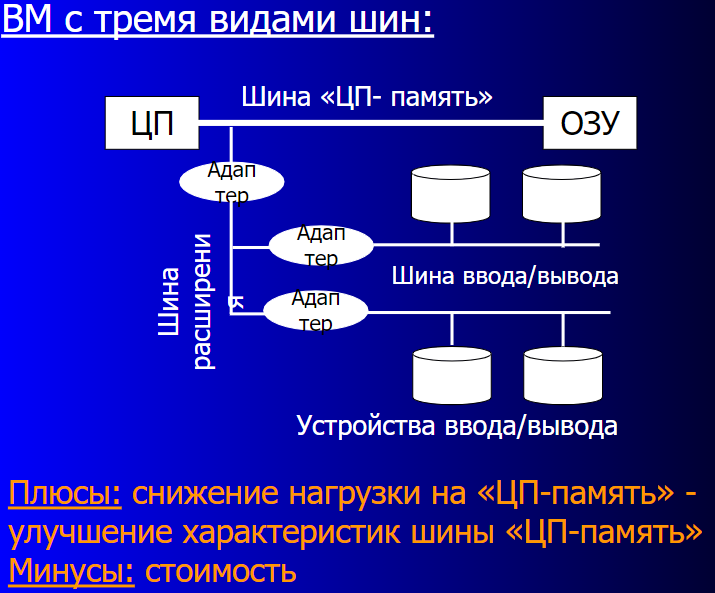 ВМ с тремя видами шин:
Шина «ЦП- память»
ЦП
ОЗУ
Адап
тер
Адап
тер
Шина
расширени
я
Шина ввода/вывода
Адап
тер
Устройства ввода/вывода
Плюсы: снижение нагрузки на «ЦП-память» -
улучшение характеристик шины «ЦП-память»
Минусы: стоимость